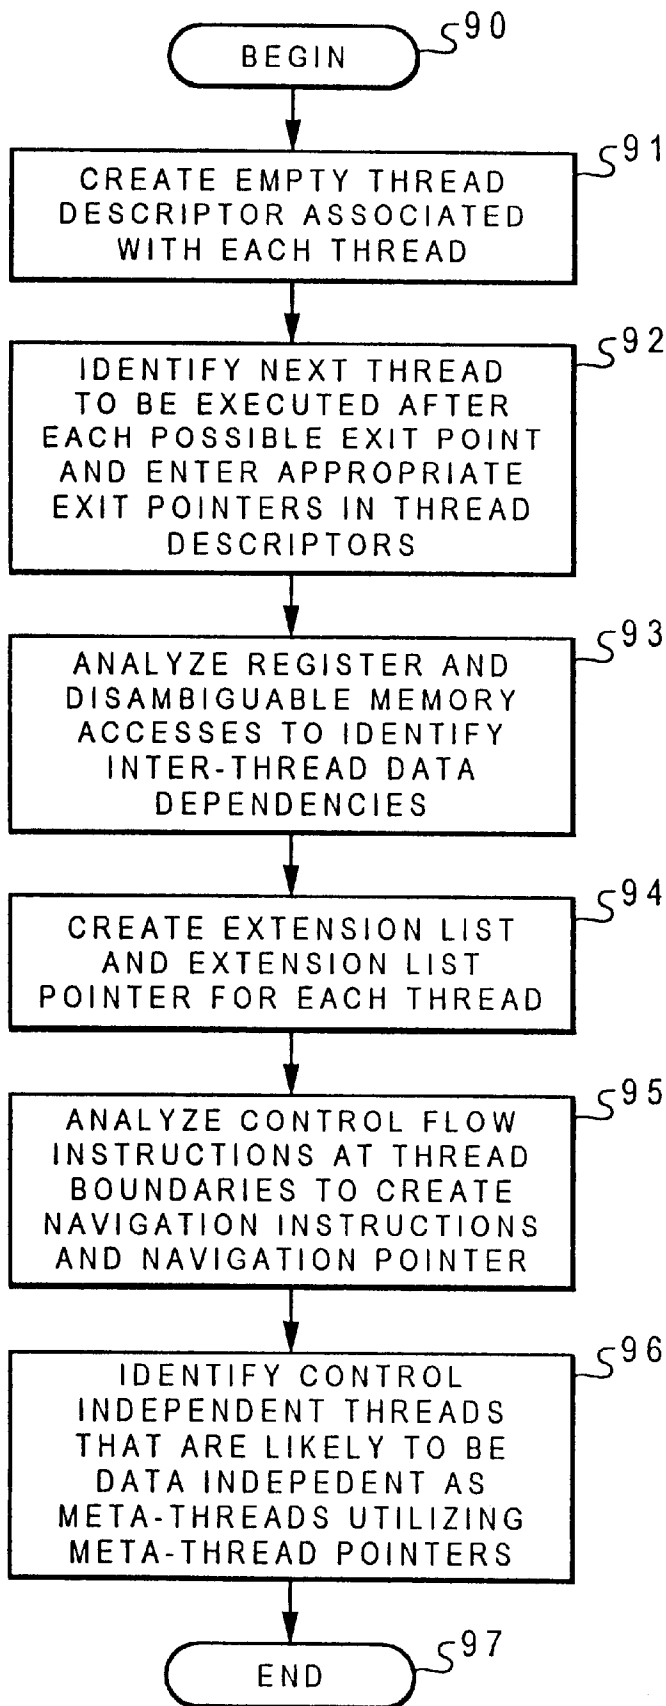 90
BEGIN
91
CREATE EMPTY THREAD
DESCRIPTOR ASSOCIATED
WITH EACH THREAD
92
IDENTIFY NEXT THREAD
TO BE EXECUTED AFTER
EACH POSSIBLE EXIT POINT
AND ENTER APPROPRIATE
EXIT POINTERS IN THREAD
DESCRIPTORS
93
ANALYZE REGISTER AND
DISAMBIGUABLE MEMORY
ACCESSES TO IDENTIFY
INTER-THREAD DATA
DEPENDENCIES
94
CREATE EXTENSION LIST
AND EXTENSION LIST
POINTER FOR EACH THREAD
95
ANALYZE CONTROL FLOW
INSTRUCTIONS AT THREAD
BOUNDARIES TO CREATE
NAVIGATION INSTRUCTIONS
AND NAVIGATION POINTER
96
IDENTIFY CONTROL
INDEPENDENT THREADS
THAT ARE LIKELY TO BE
DATA INDEPEDENT AS
META-THREADS UTILIZING
META-THREAD POINTERS
97
END